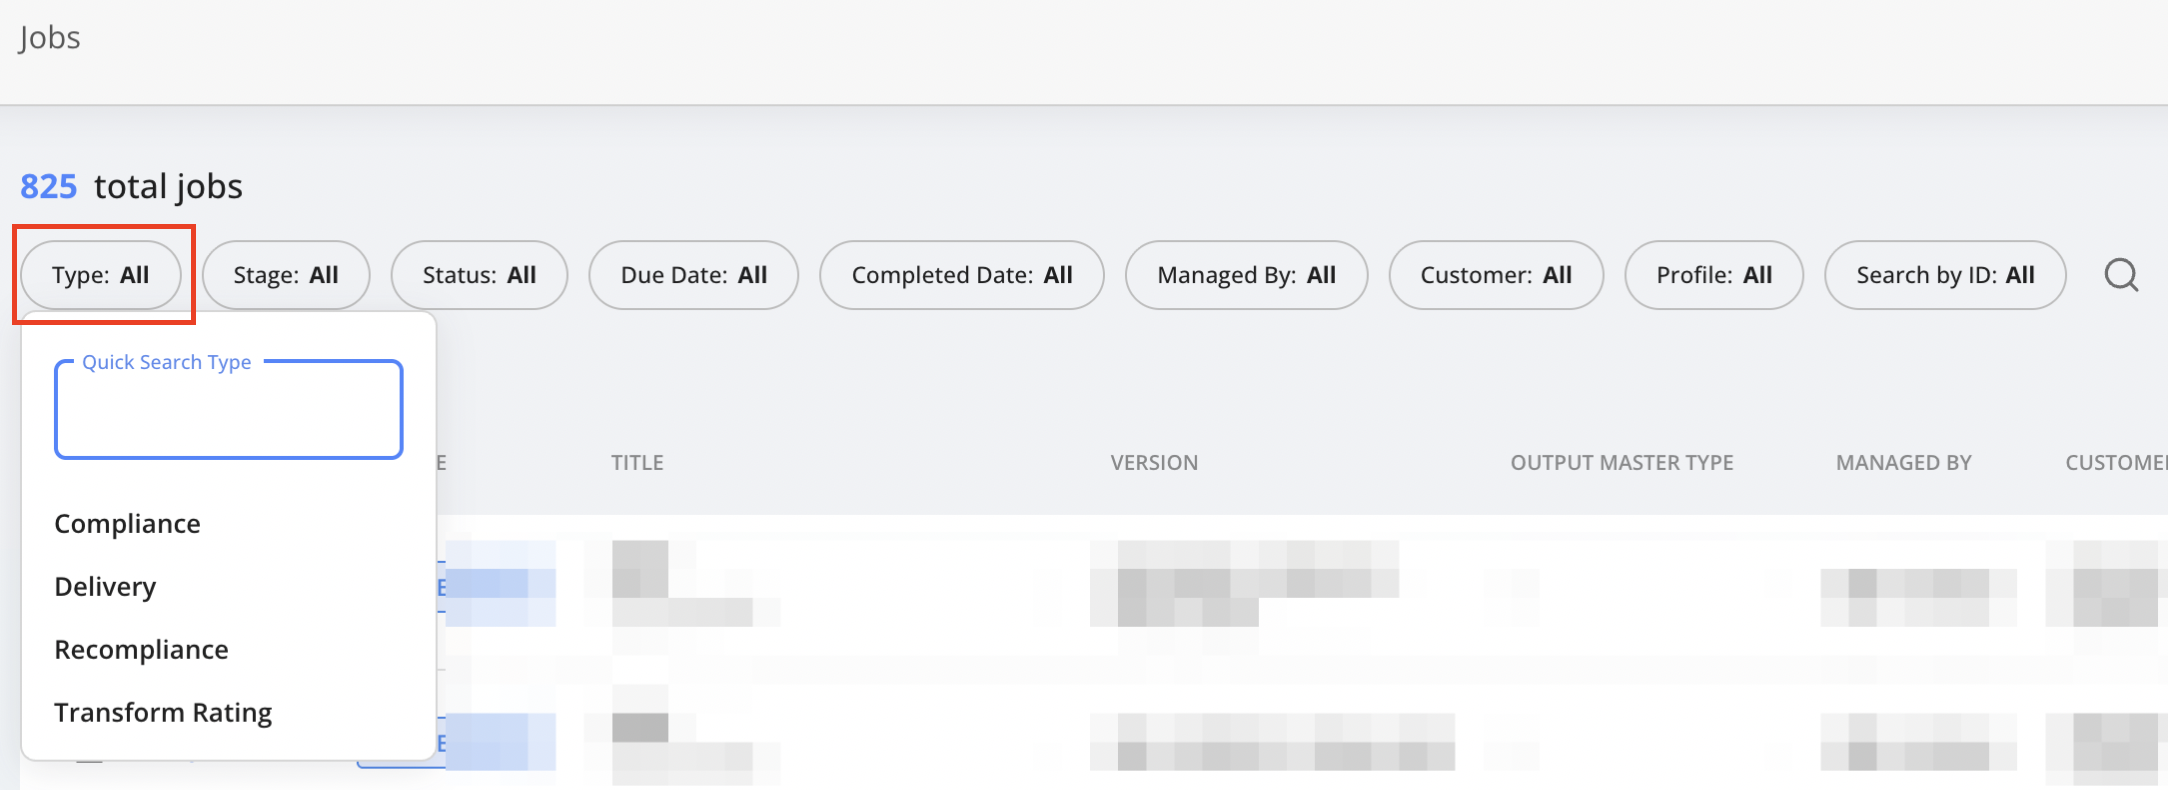 Jobs
825 total jobs
Type: All Stage: All Status: All Due Date: All Completed Date: All Managed By: All Customer: All Profile: All Search by ID: All
Quick Search Type
TITLE VERSION OUTPUT MASTER TYPE MANAGED BY
Compliance
Delivery
Recompliance
Transform Rating